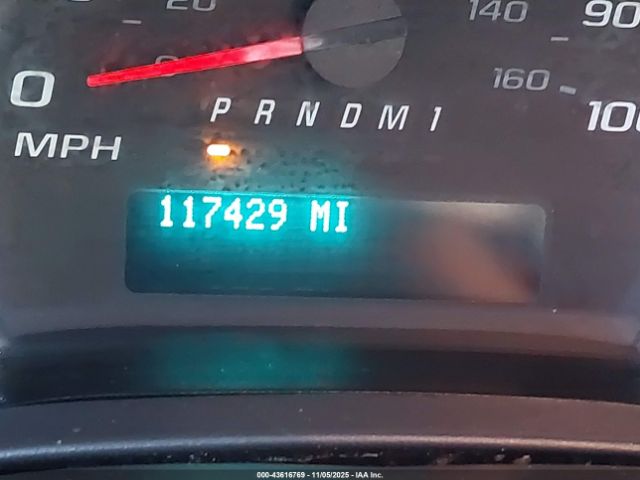 20 140 90
0 160 100
P R N D M 1
MPH
117429 MI
000-43616769 - 11/05/2025 - IAA Inc.